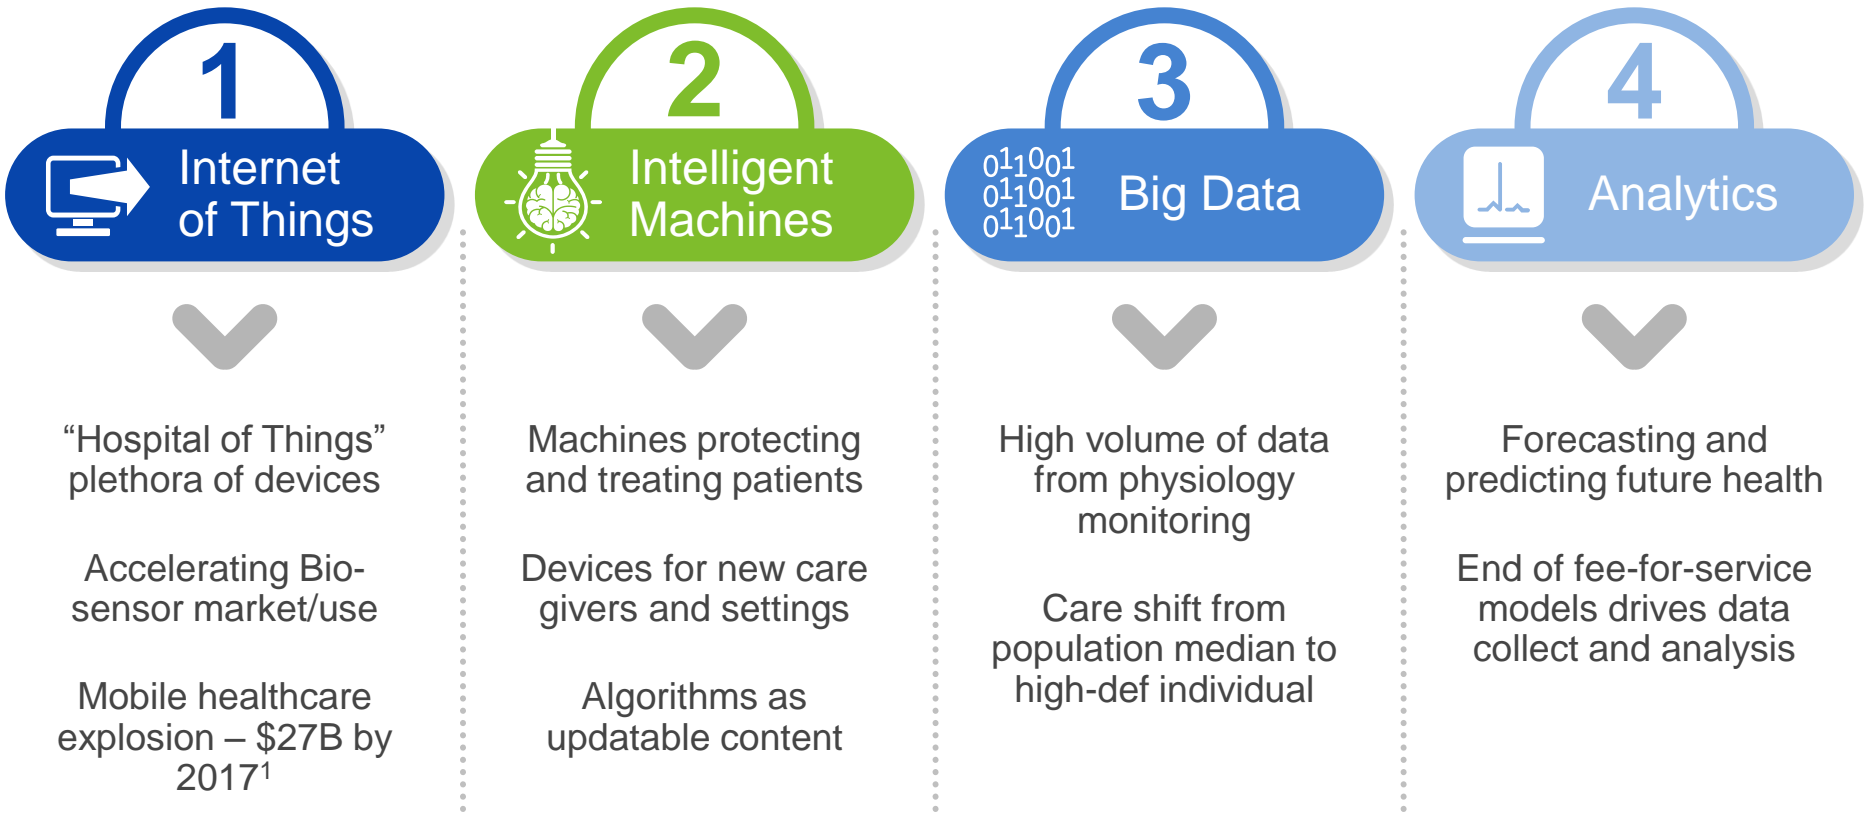 1
Internet
of Things
“Hospital of Things”
plethora of devices
Accelerating Bio-
sensor market/use
Mobile healthcare
explosion – $27B by
2017¹
2
Intelligent
Machines
Machines protecting
and treating patients
Devices for new care
givers and settings
Algorithms as
updatable content
3
011001
011001
011001
Big Data
High volume of data
from physiology
monitoring
Care shift from
population median to
high-def individual
4
Analytics
Forecasting and
predicting future health
End of fee-for-service
models drives data
collect and analysis